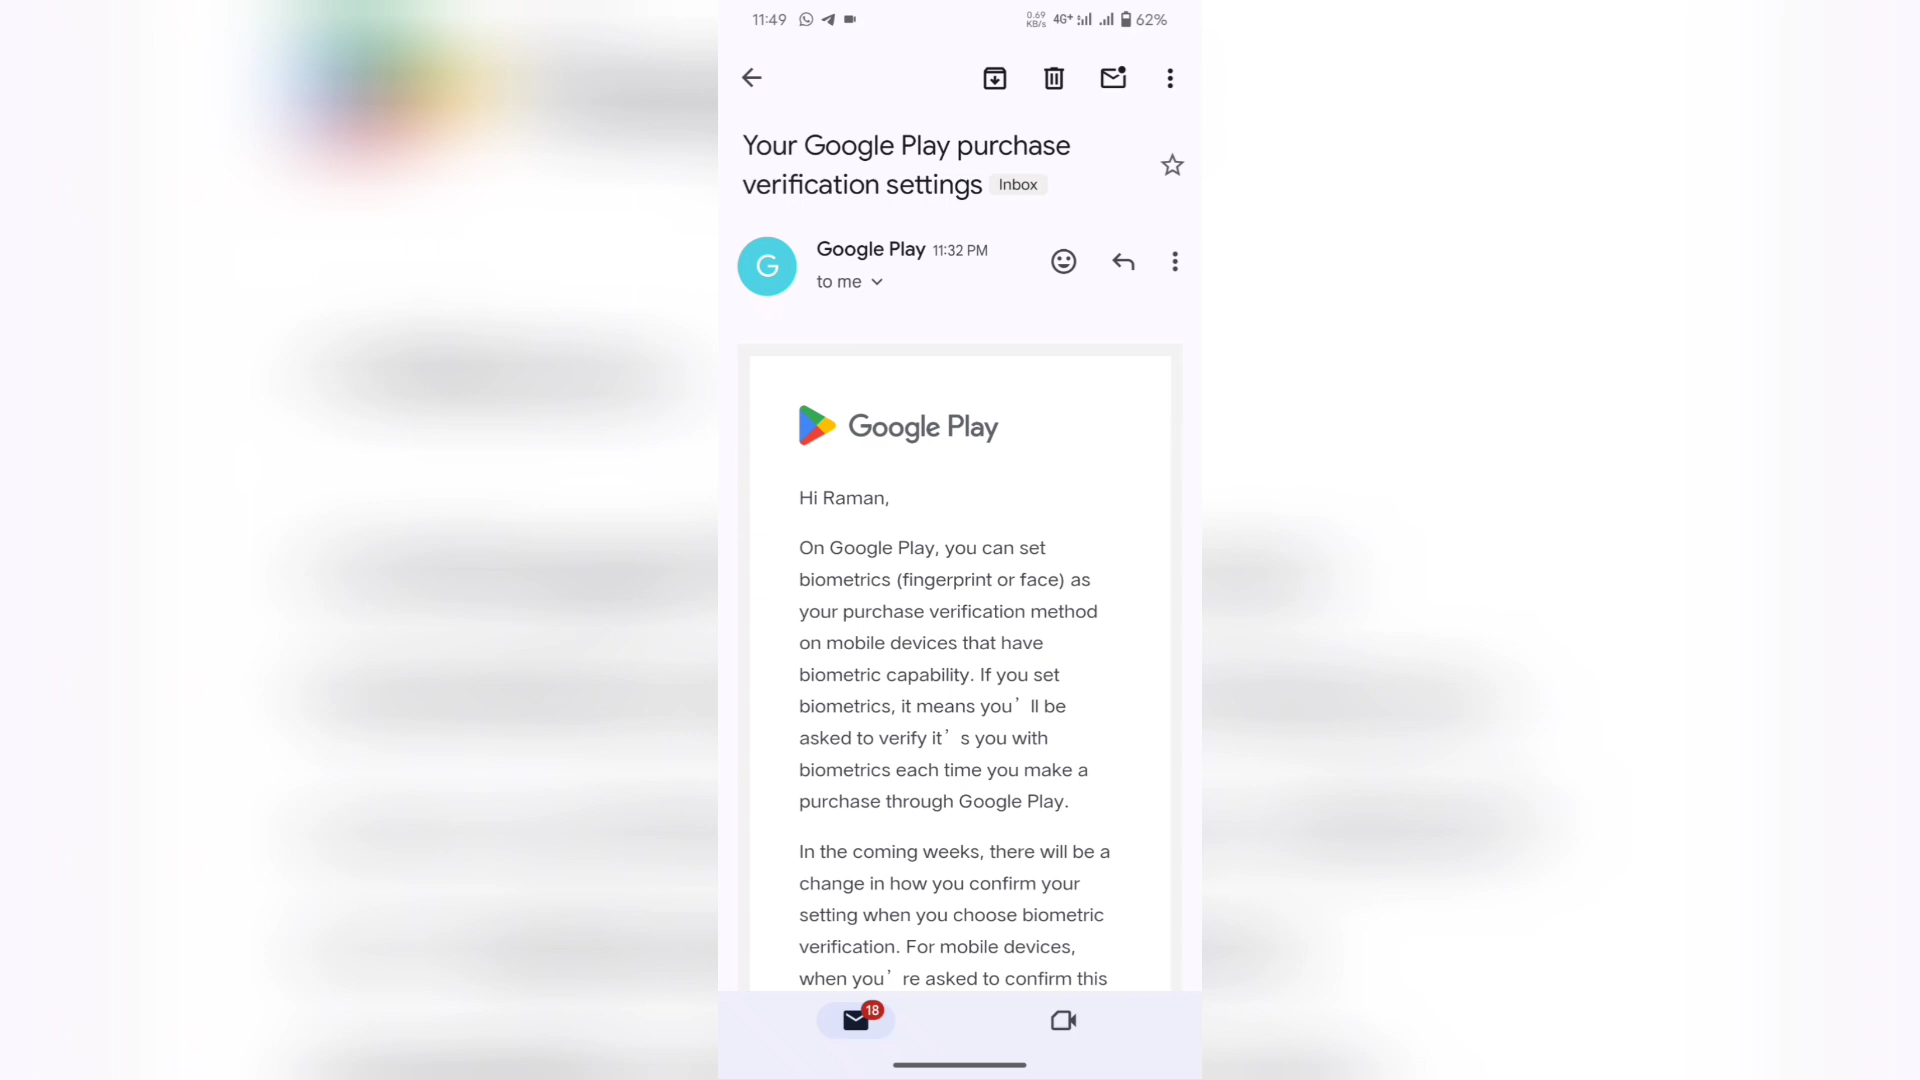 11:49 0.69 KB/s 4G+ 62%
Your Google Play purchase
verification settings Inbox
G Google Play 11:32 PM
to me
Google Play
Hi Raman,
On Google Play, you can set
biometrics (fingerprint or face) as
your purchase verification method
on mobile devices that have
biometric capability. If you set
biometrics, it means you’ll be
asked to verify it’s you with
biometrics each time you make a
purchase through Google Play.
In the coming weeks, there will be a
change in how you confirm your
setting when you choose biometric
verification. For mobile devices,
when you’re asked to confirm this
18